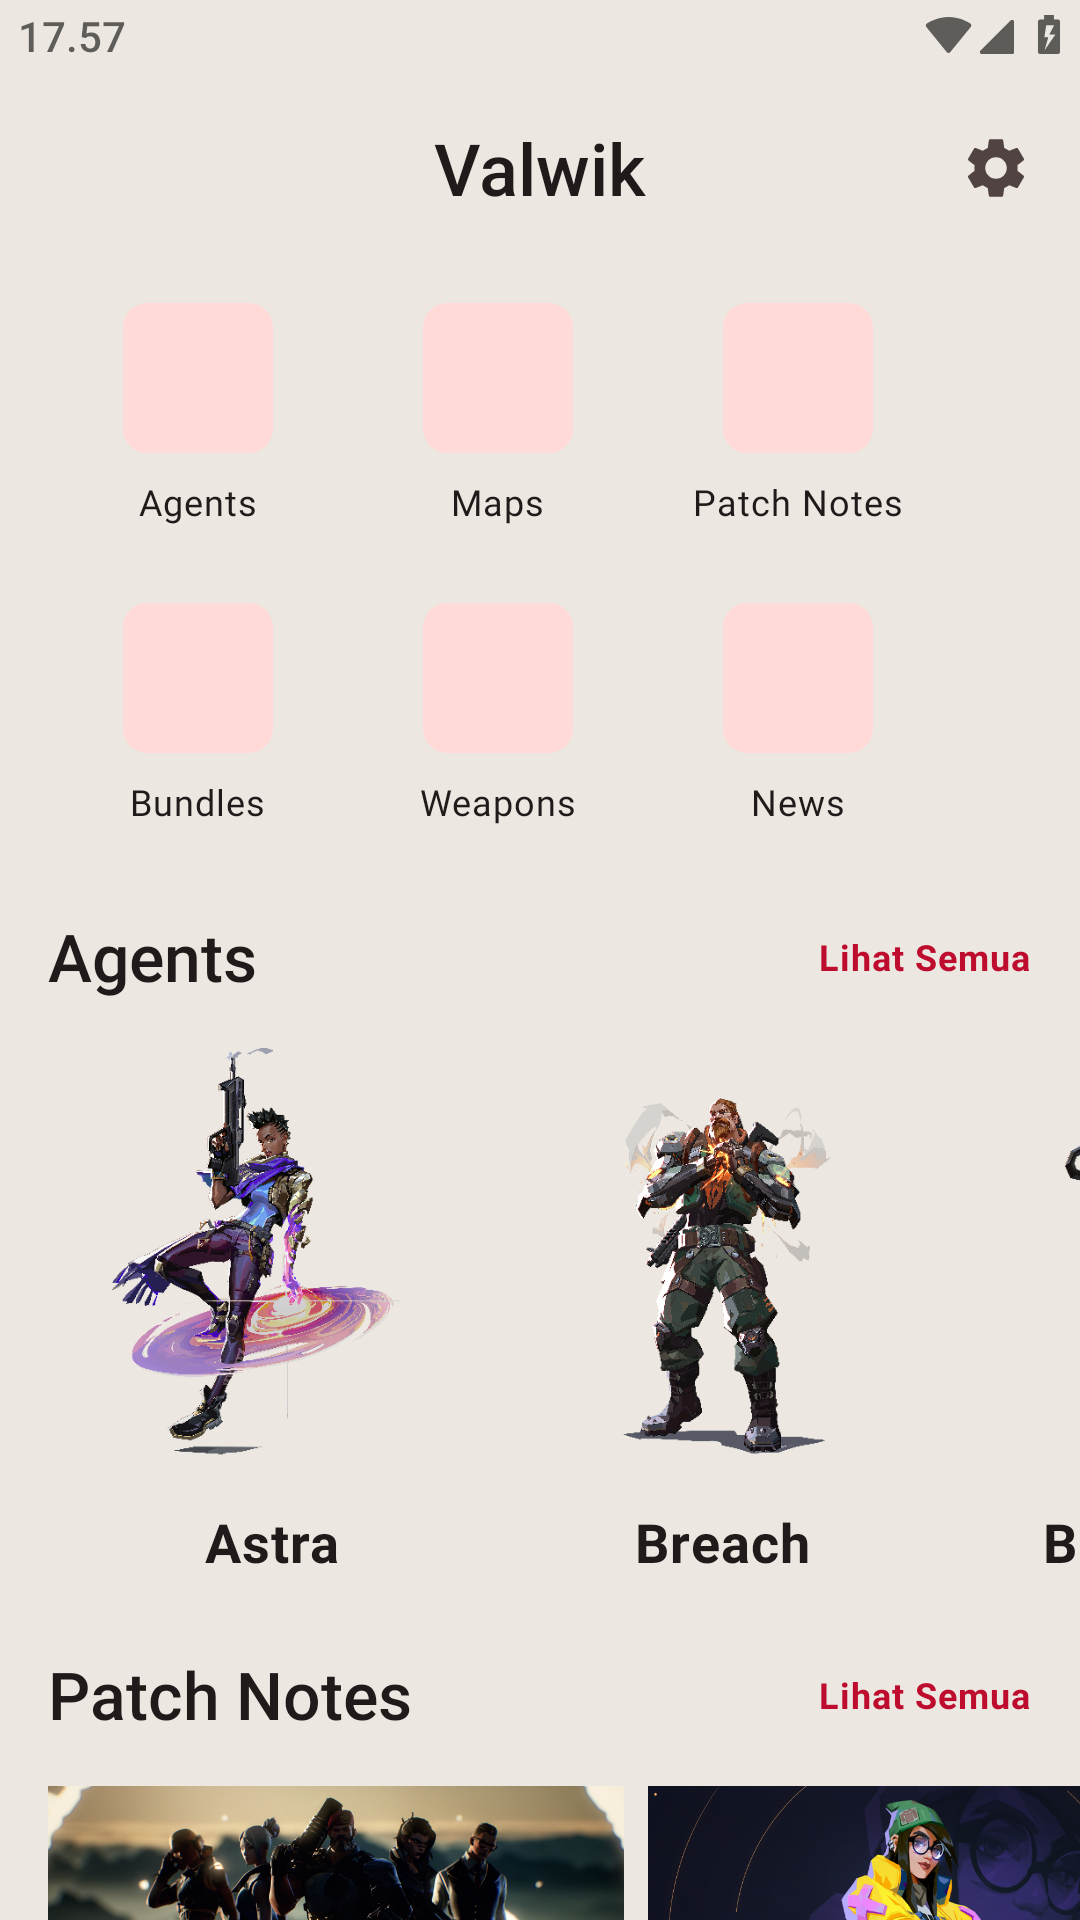 17.57
Valwik
Agents
Maps
Patch Notes
Bundles
Weapons
News
Agents
Lihat Semua
Astra
Breach
B
Patch Notes
Lihat Semua